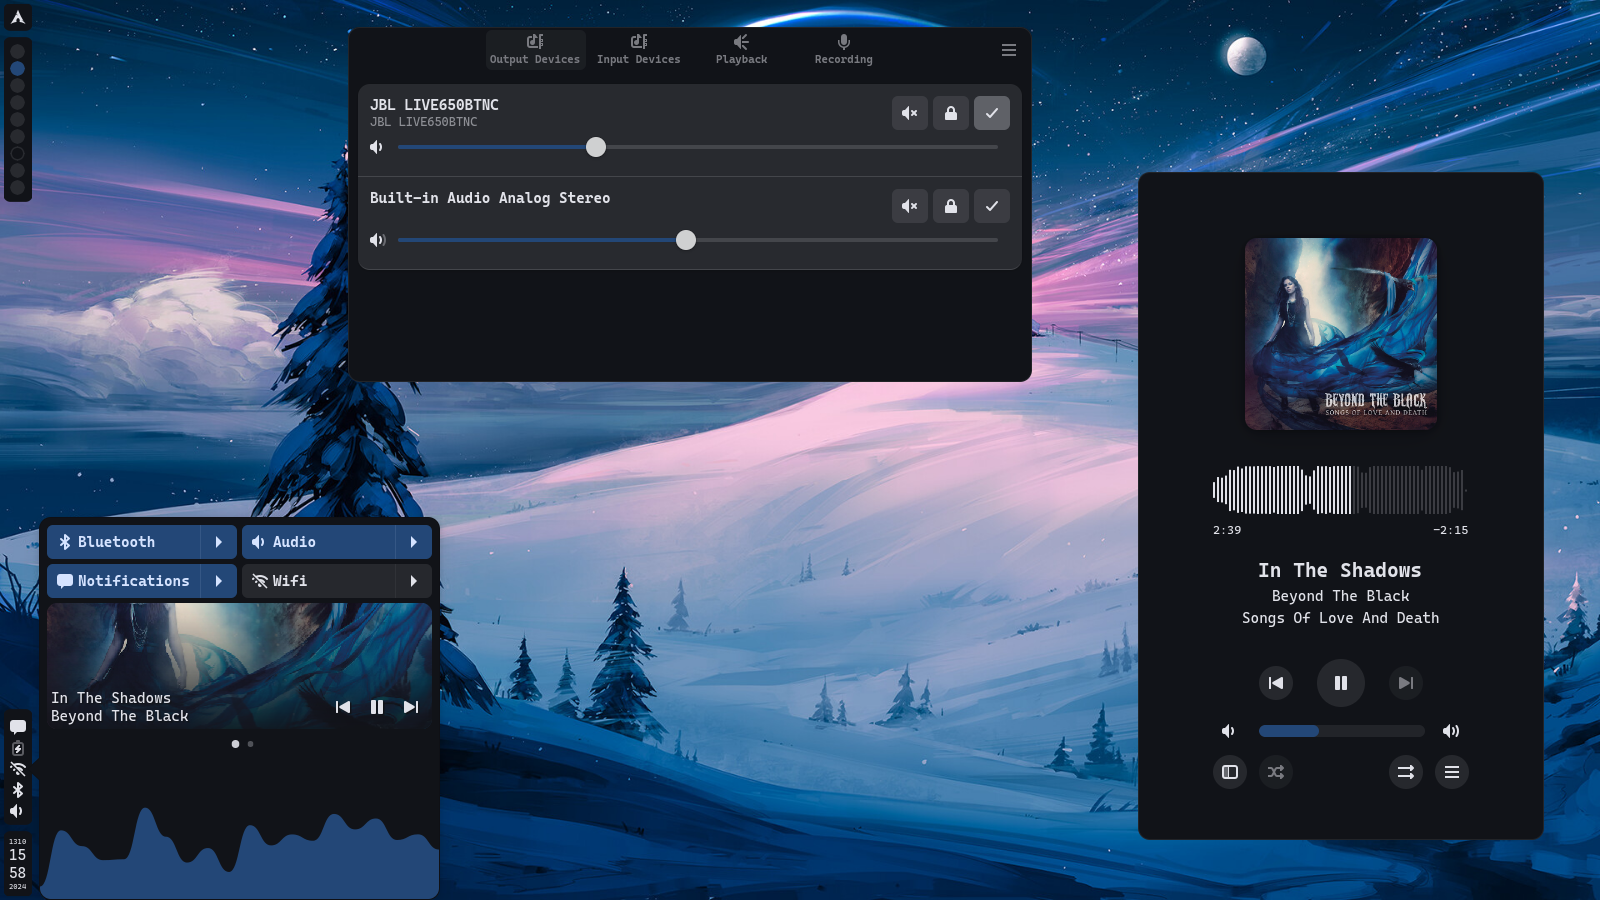 Output Devices
Input Devices
Playback
Recording
JBL LIVE650BTNC
JBL LIVE650BTNC
Built-in Audio Analog Stereo
BEYOND THE BLACK
SONGS OF LOVE AND DEATH
2:39
-2:15
In The Shadows
Beyond The Black
Songs Of Love And Death
Bluetooth
Audio
Notifications
Wifi
In The Shadows
Beyond The Black
1310
15
58
2024